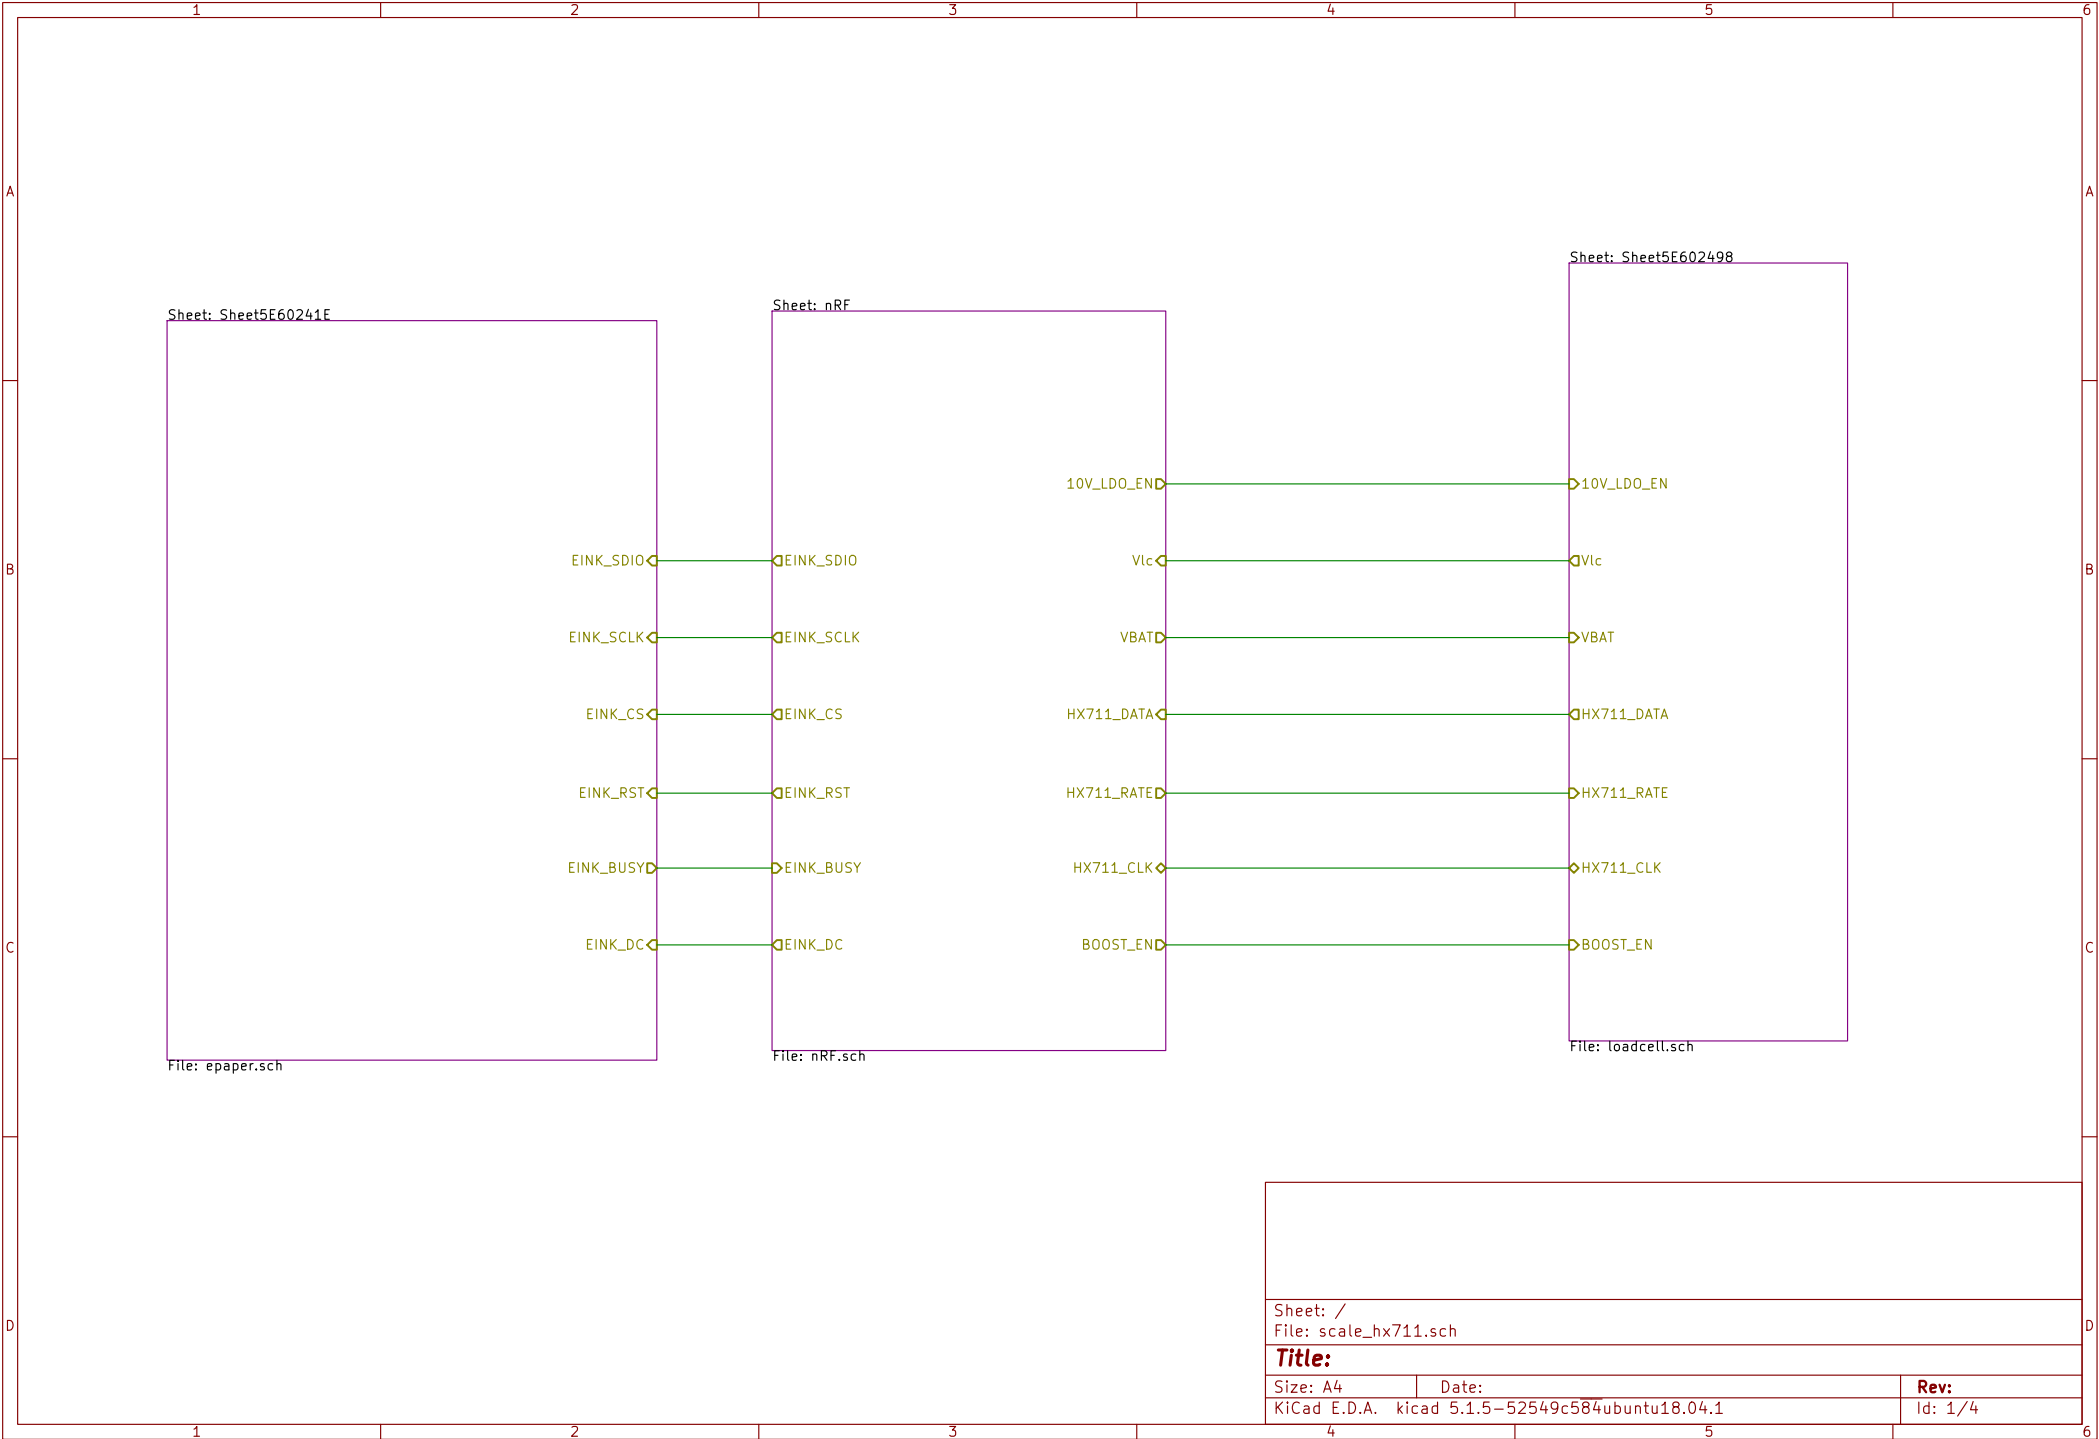 1 2 3 4 5 6
A A
Sheet: Sheet5E602498
Sheet: nRF
Sheet: Sheet5E60241E
10V_LDO_EN 10V_LDO_EN
EINK_SDIO EINK_SDIO Vlc Vlc
B B
EINK_SCLK EINK_SCLK VBAT VBAT
EINK_CS EINK_CS HX711_DATA HX711_DATA
EINK_RST EINK_RST HX711_RATE HX711_RATE
EINK_BUSY EINK_BUSY HX711_CLK HX711_CLK
EINK_DC EINK_DC BOOST_EN BOOST_EN
C C
File: loadcell.sch
File: nRF.sch
File: epaper.sch
Sheet: /
File: scale_hx711.sch
D D
Title:
Size: A4 Date: Rev:
KiCad E.D.A. kicad 5.1.5-52549c584ubuntu18.04.1 Id: 1/4
1 2 3 4 5 6